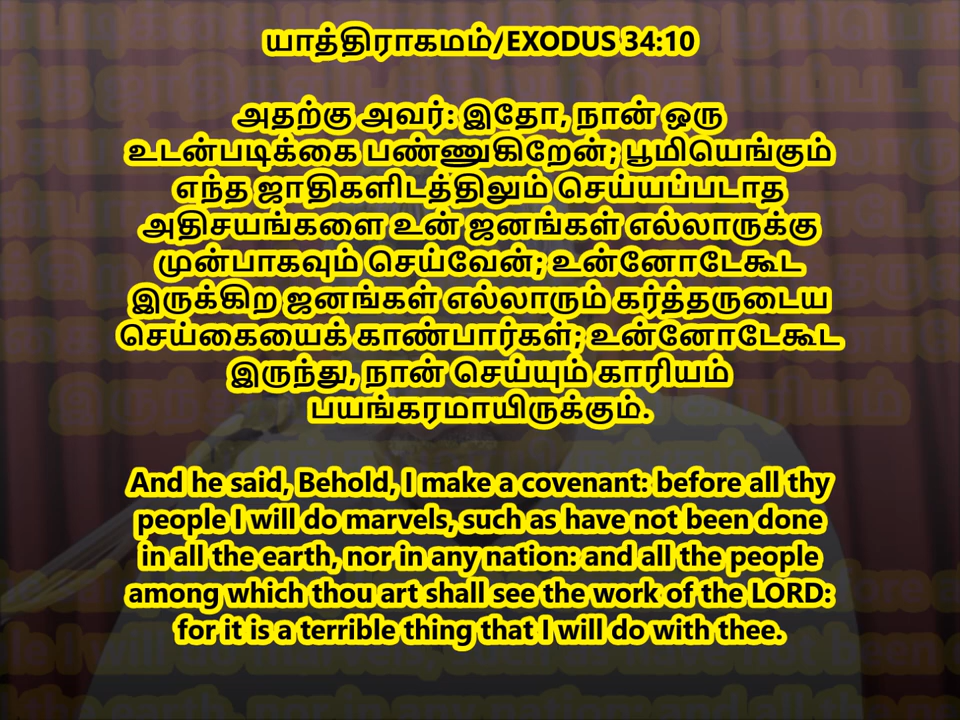 யாத்திராகமம்/EXODUS 34:10
அதற்கு அவர்: இதோ, நான் ஒரு
உடன்படிக்கை பண்ணுகிறேன்; பூமியெங்கும்
எந்த ஜாதிகளிடத்திலும் செய்யப்படாத
அதிசயங்களை உன் ஜனங்கள் எல்லாருக்கு
முன்பாகவும் செய்வேன்; உன்னோடேகூட
இருக்கிற ஜனங்கள் எல்லாரும் கர்த்தருடைய
செய்கையைக் காண்பார்கள்; உன்னோடேகூட
இருந்து, நான் செய்யும் காரியம்
பயங்கரமாயிருக்கும்.
And he said, Behold, I make a covenant: before all thy
people I will do marvels, such as have not been done
in all the earth, nor in any nation: and all the people
among which thou art shall see the work of the LORD:
for it is a terrible thing that I will do with thee.